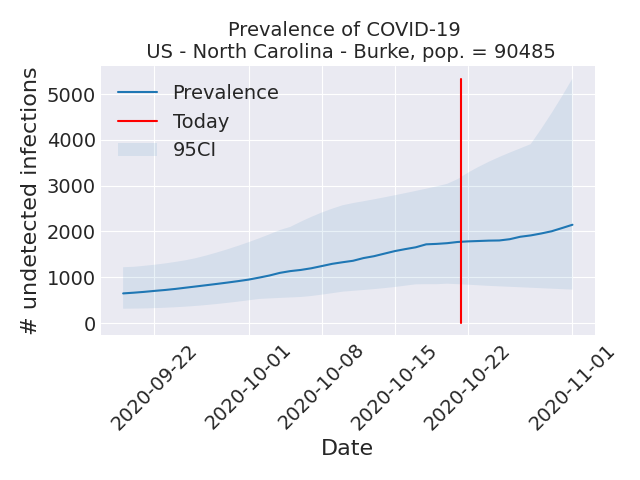 Prevalence of COVID-19
US - North Carolina - Burke, pop. = 90485
# undetected infections
5000
4000
3000
2000
1000
0
Prevalence
Today
95CI
2020-09-22
2020-10-01
2020-10-08
2020-10-15
2020-10-22
2020-11-01
Date